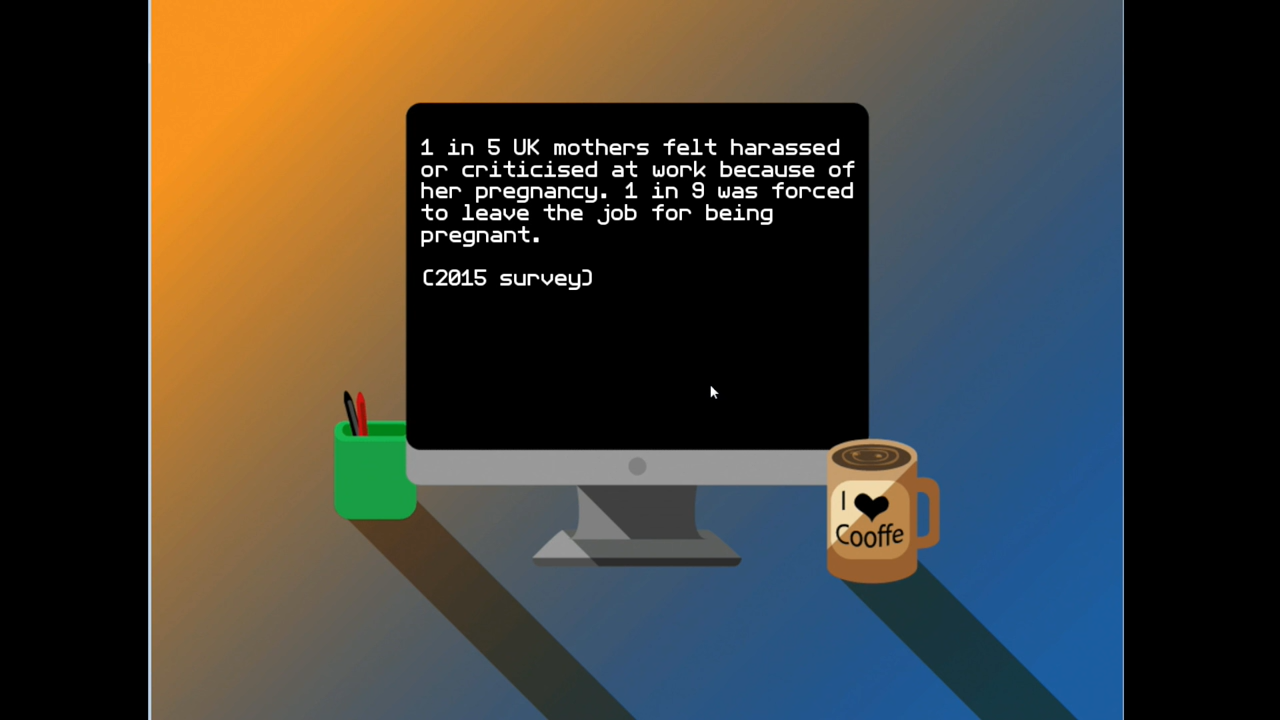 1 in 5 UK mothers felt harassed
or criticised at work because of
her pregnancy. 1 in 9 was forced
to leave the job for being
pregnant.
(2015 survey)
I ❤
Cooffe